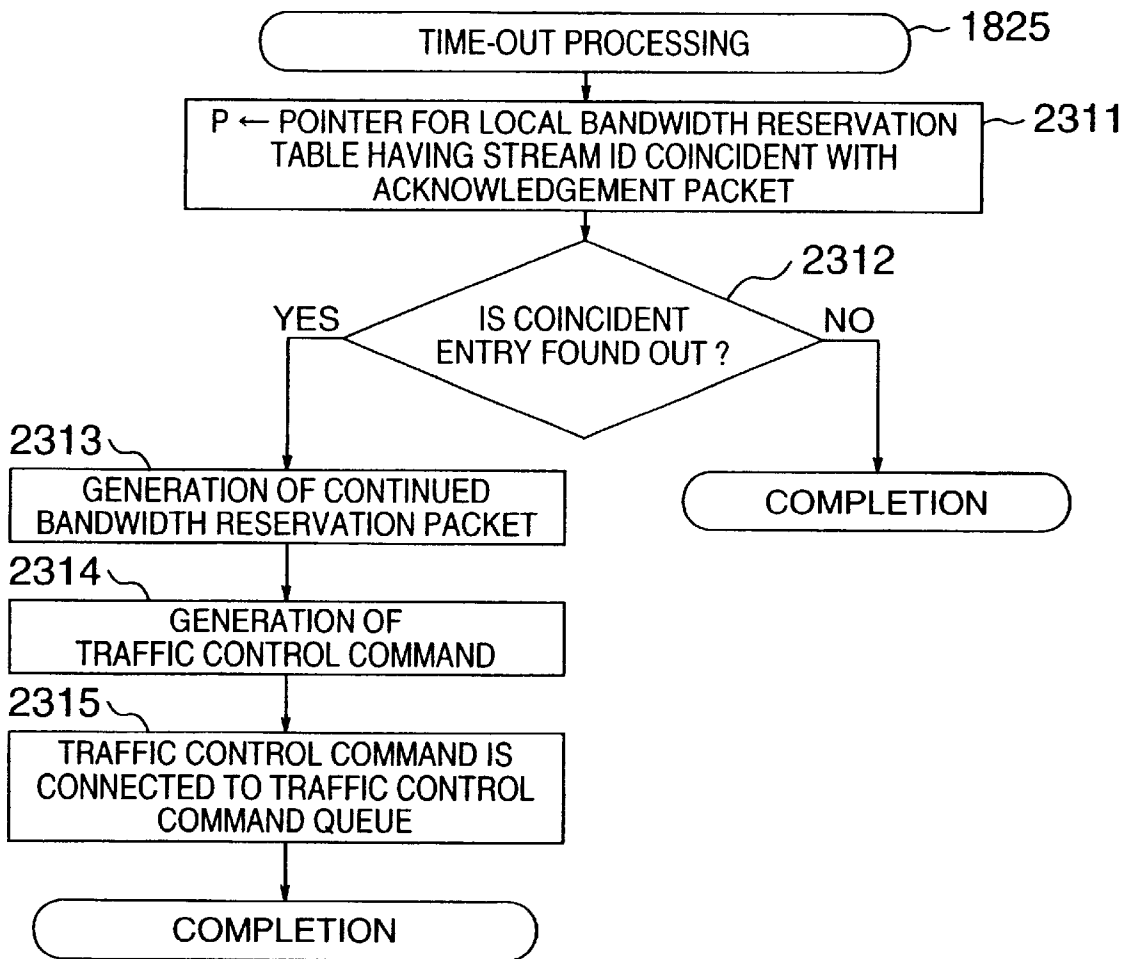 TIME-OUT PROCESSING
1825
P ← POINTER FOR LOCAL BANDWIDTH RESERVATION
TABLE HAVING STREAM ID COINCIDENT WITH
ACKNOWLEDGEMENT PACKET
2311
2312
IS COINCIDENT
ENTRY FOUND OUT ?
YES
NO
2313
GENERATION OF CONTINUED
BANDWIDTH RESERVATION PACKET
COMPLETION
2314
GENERATION OF
TRAFFIC CONTROL COMMAND
2315
TRAFFIC CONTROL COMMAND IS
CONNECTED TO TRAFFIC CONTROL
COMMAND QUEUE
COMPLETION